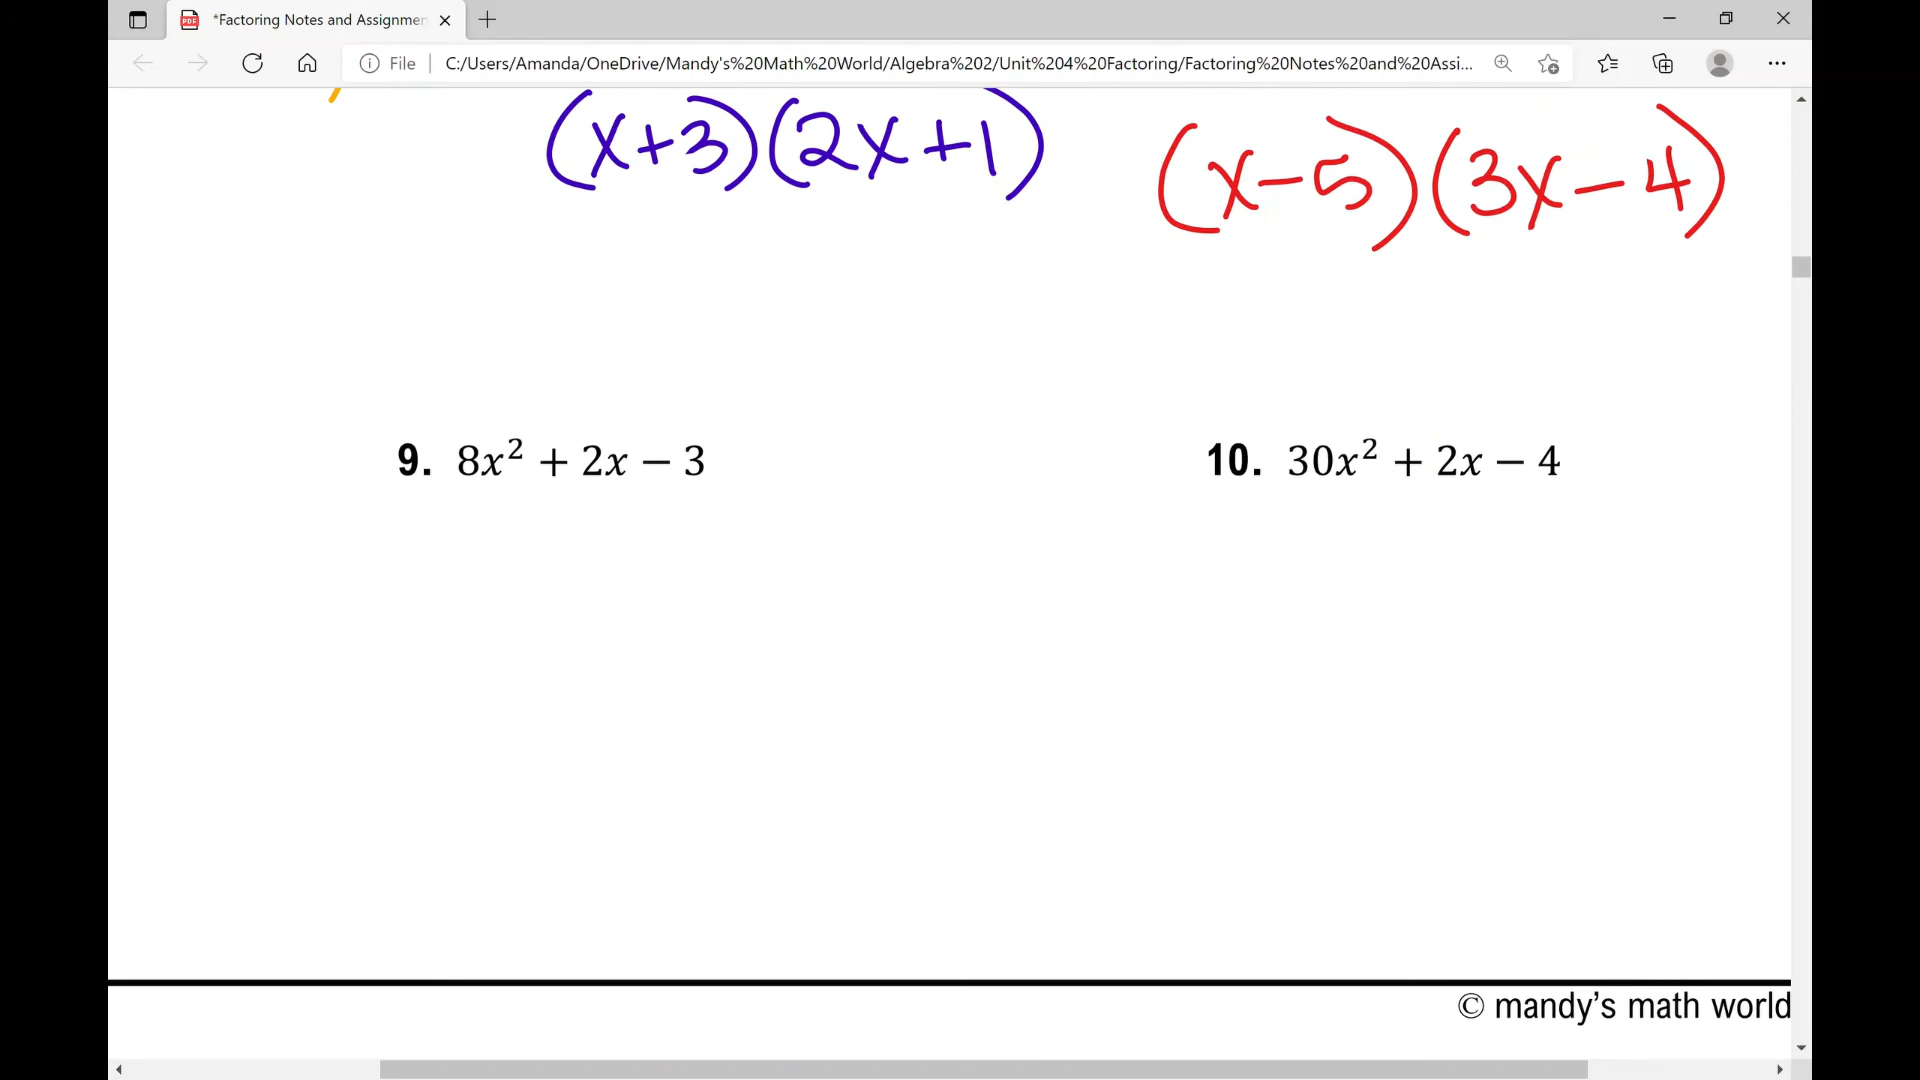 *Factoring Notes and Assignmen
File C:/Users/Amanda/OneDrive/Mandy's%20Math%20World/Algebra%202/Unit%204%20Factoring/Factoring%20Notes%20and%20Assi...
(x+3)(2x+1) (x-5)(3x-4)
9. 8x² + 2x − 3 10. 30x² + 2x − 4
© mandy's math world